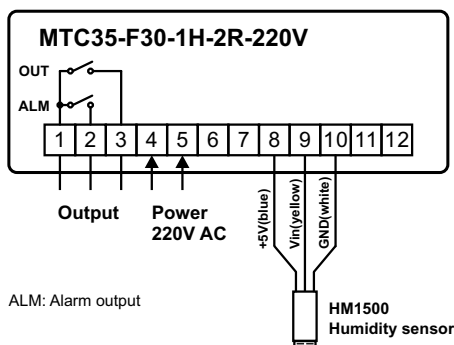 MTC35-F30-1H-2R-220V
OUT
ALM
1 2 3 4 5 6 7 8 9 10 11 12
Output
Power
220V AC
+5V(blue)
Vin(yellow)
GND(white)
ALM: Alarm output
HM1500
Humidity sensor